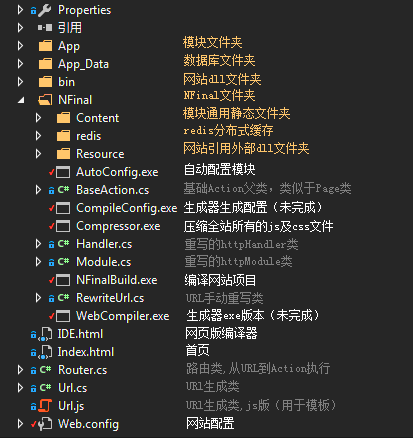 Properties
引用
App 模块文件夹
App_Data 数据库文件夹
bin 网站dll文件夹
NFinal NFinal文件夹
Content 模块通用静态文件夹
redis redis分布式缓存
Resource 网站引用外部dll文件夹
AutoConfig.exe 自动配置模块
BaseAction.cs 基础Action父类，类似于Page类
CompileConfig.exe 生成器生成配置（未完成）
Compressor.exe 压缩全站所有的js及css文件
Handler.cs 重写的httpHandler类
Module.cs 重写的httpModule类
NFinalBuild.exe 编译网站项目
RewriteUrl.cs URL手动重写类
WebCompiler.exe 生成器exe版本（未完成）
IDE.html 网页版编译器
Index.html 首页
Router.cs 路由类,从URL到Action执行
Url.cs Url生成类
Url.js Url生成类,js版（用于模板）
Web.config 网站配置